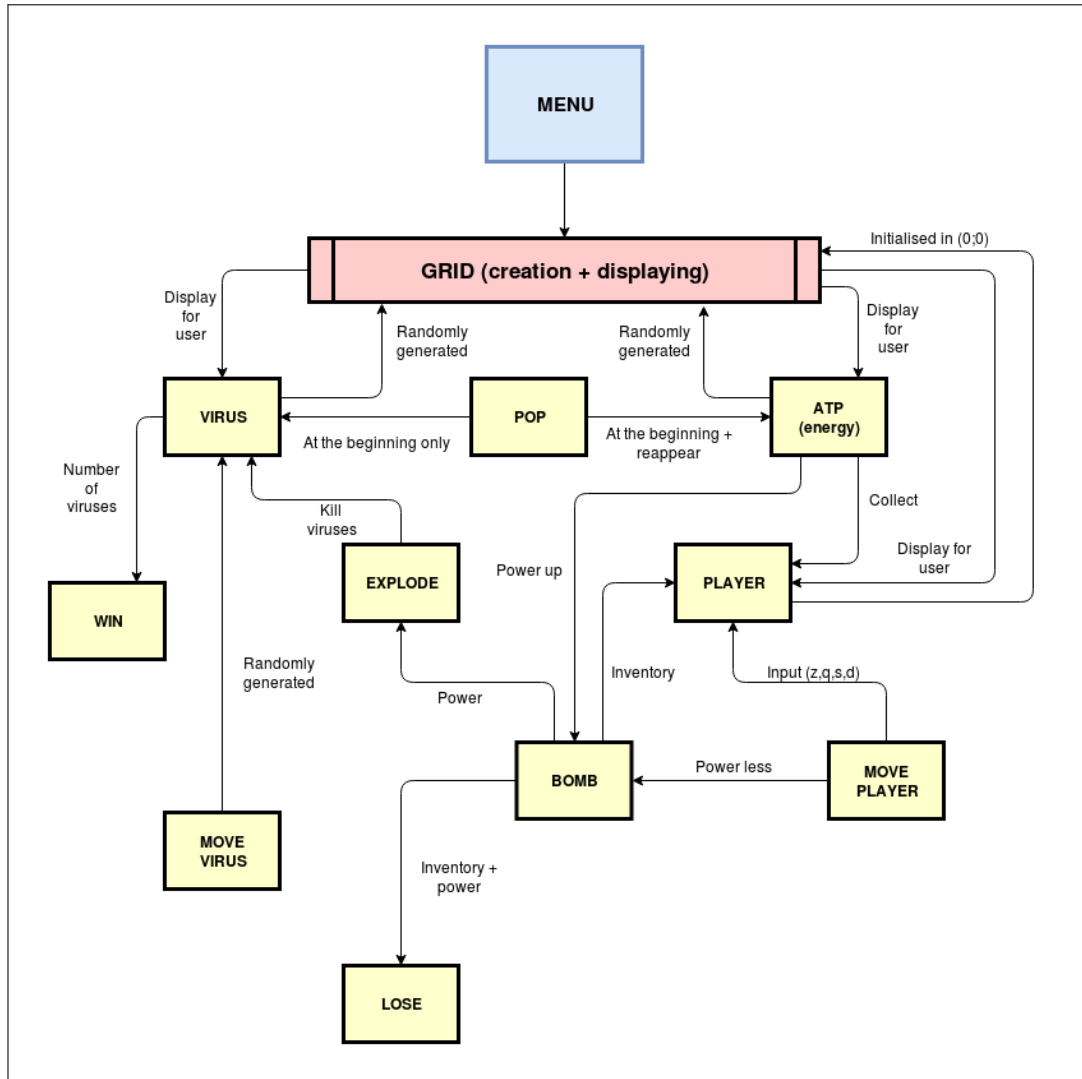 MENU
Initialised in (0;0)
GRID (creation + displaying)
Display
for
user
Randomly
generated
Randomly
generated
Display
for
user
VIRUS
POP
ATP
(energy)
At the beginning only
At the beginning +
reappear
Number
of
viruses
Kill
viruses
Collect
Display for
user
Power up
EXPLODE
PLAYER
WIN
Randomly
generated
Power
Inventory
Input (z,q,s,d)
BOMB
Power less
MOVE
PLAYER
MOVE
VIRUS
Inventory +
power
LOSE